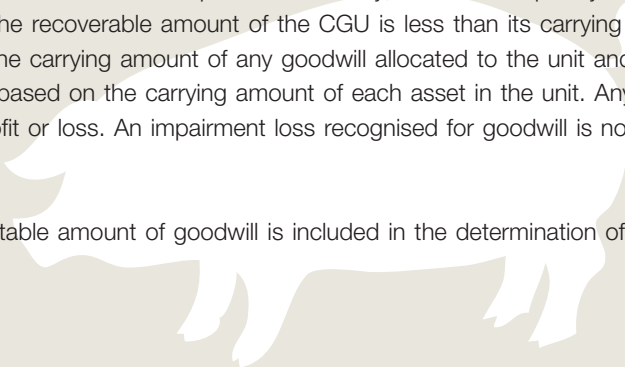 he recoverable amount of the CGU is less than its carrying
he carrying amount of any goodwill allocated to the unit and
based on the carrying amount of each asset in the unit. Any
fit or loss. An impairment loss recognised for goodwill is no
table amount of goodwill is included in the determination of